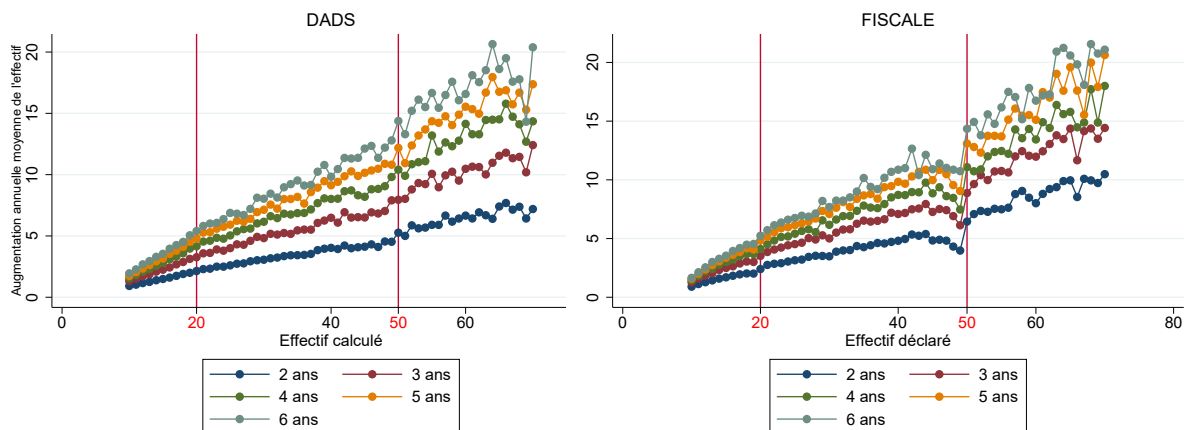 DADS
Augmentation annuelle moyenne de l'effectif
20
15
10
5
0
0
20
50
60
Effectif calculé
2 ans
3 ans
4 ans
5 ans
6 ans
FISCALE
20
15
10
5
0
0
20
40
50
60
80
Effectif déclaré
2 ans
3 ans
4 ans
5 ans
6 ans